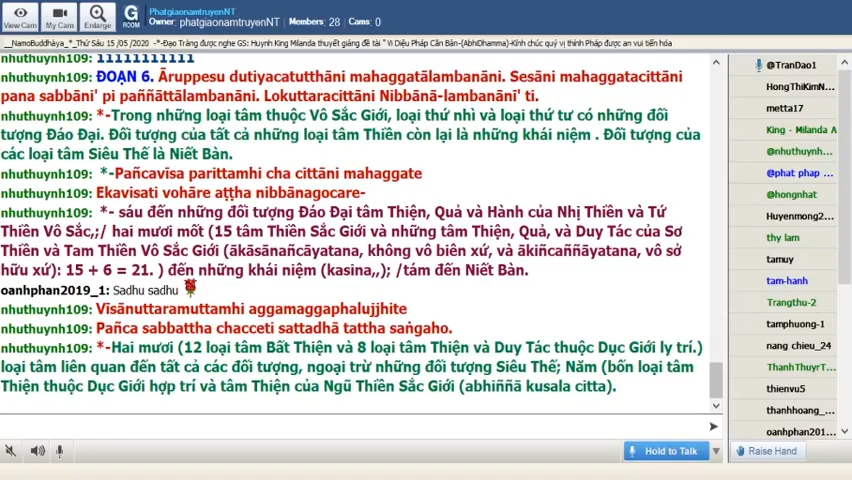 View Cam
My Cam
Enlarge
G
ROOM
PhatgiaonamtruyenNT
Owner: phatgiaonamtruyenNT | Members: 28 | Cams: 0
__NamoBuddhàya_*_Thứ Sáu 15 /05 /2020 -*-Đạo Tràng được nghe GS: Huynh King Milanda thuyết giảng đề tài " Vi Diệu Pháp Căn Bản-(AbhiDhamma)-Kính chúc quý vị thính Pháp được an vui tiến hóa
nhuthuynh109: 11111111111
nhuthuynh109: ĐOẠN 6. Āruppesu dutiyacatutthāni mahaggatālambanāni. Sesāni mahaggatacittāni
pana sabbāni' pi paññāttālambanāni. Lokuttaracittāni Nibbānā-lambanānī' ti.
nhuthuynh109: *-Trong những loại tâm thuộc Vô Sắc Giới, loại thứ nhì và loại thứ tư có những đối
tượng Đáo Đại. Đối tượng của tất cả những loại tâm Thiền còn lại là những khái niệm . Đối tượng của
các loại tâm Siêu Thế là Niết Bàn.
nhuthuynh109: *-Pañcavīsa parittamhi cha cittāni mahaggate
nhuthuynh109: Ekavisati vohāre aṭṭha nibbānagocare-
nhuthuynh109: *- sáu đến những đối tượng Đáo Đại tâm Thiện, Quả và Hành của Nhị Thiền và Tứ
Thiền Vô Sắc,;/ hai mươi mốt (15 tâm Thiền Sắc Giới và những tâm Thiện, Quả, và Duy Tác của Sơ
Thiền và Tam Thiền Vô Sắc Giới (ākāsānañcāyatana, không vô biên xứ, và ākiñcaññāyatana, vô sở
hữu xứ): 15 + 6 = 21. ) đến những khái niệm (kasina,,); /tám đến Niết Bàn.
oanhphan2019_1: Sadhu sadhu
nhuthuynh109: Vīsānuttaramuttamhi aggamaggaphalujjhite
nhuthuynh109: Pañca sabbattha chacceti sattadhā tattha saṅgaho.
nhuthuynh109: *-Hai mươi (12 loại tâm Bất Thiện và 8 loại tâm Thiện và Duy Tác thuộc Dục Giới ly trí.)
loại tâm liên quan đến tất cả các đối tượng, ngoại trừ những đối tượng Siêu Thế; Năm (bốn loại tâm
Thiện thuộc Dục Giới hợp trí và tâm Thiện của Ngũ Thiền Sắc Giới (abhiññā kusala citta).
Hold to Talk
@TranDao1
HongThiKimN...
metta17
King - Milanda A
@nhuthuynh...
@phat phap ...
@hongnhat
Huyenmong2...
thy lam
tamuy
tam-hanh
Trangthu-2
tamphuong-1
nang chieu_24
ThanhThuyrT...
thienvu5
thanhhoang_...
oanhphan201...
Raise Hand